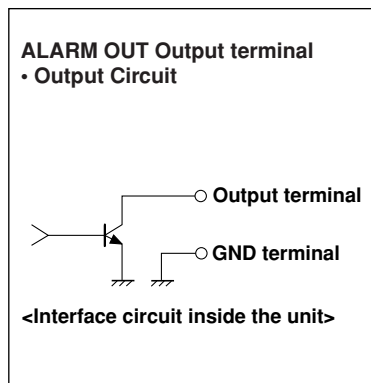 ALARM OUT Output terminal
• Output Circuit
Output terminal
GND terminal
<Interface circuit inside the unit>